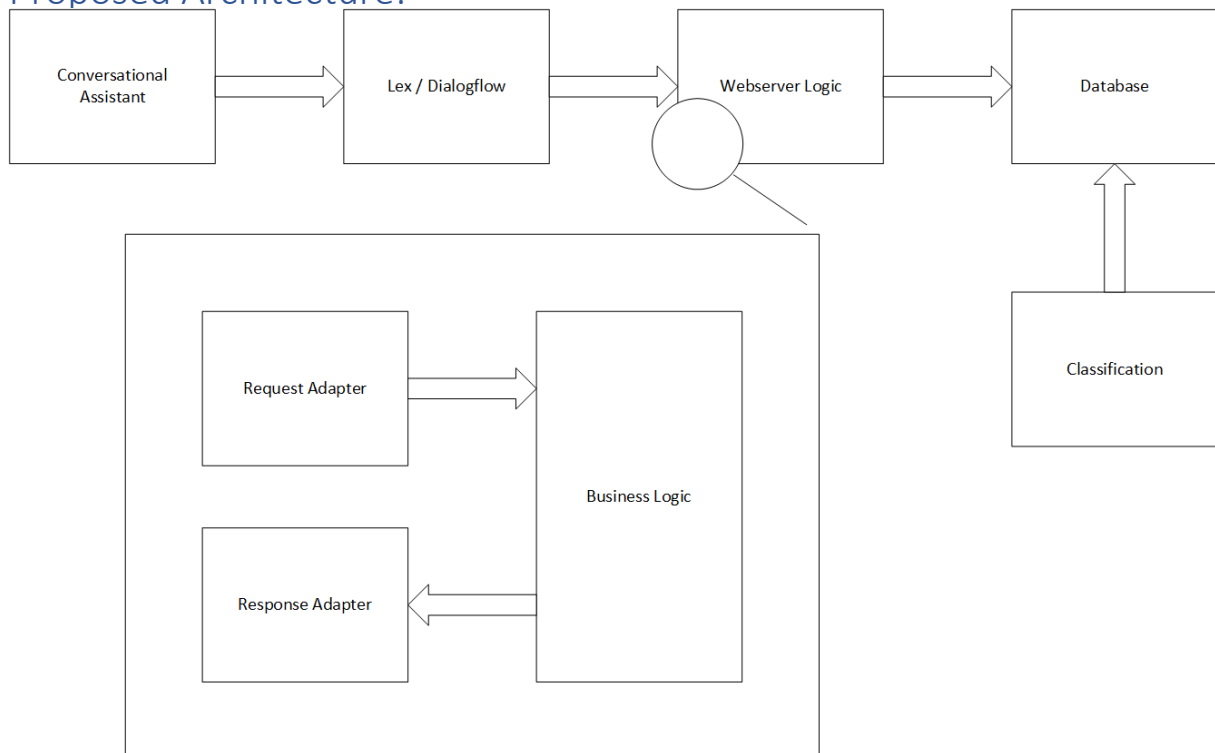 Proposed Architecture:
Conversational
Assistant
Lex / Dialogflow
Webserver Logic
Database
Request Adapter
Business Logic
Response Adapter
Classification